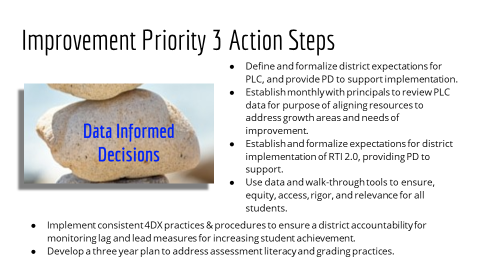 Improvement Priority 3 Action Steps
● Define and formalize district expectations for
PLC, and provide PD to support implementation.
● Establish monthly with principals to review PLC
data for purpose of aligning resources to
address growth areas and needs of
improvement.
● Establish and formalize expectations for district
implementation of RTI 2.0, providing PD to
support.
● Use data and walk-through tools to ensure,
equity, access, rigor, and relevance for all
students.
Data Informed
Decisions
● Implement consistent 4DX practices & procedures to ensure a district accountability for
monitoring lag and lead measures for increasing student achievement.
● Develop a three year plan to address assessment literacy and grading practices.